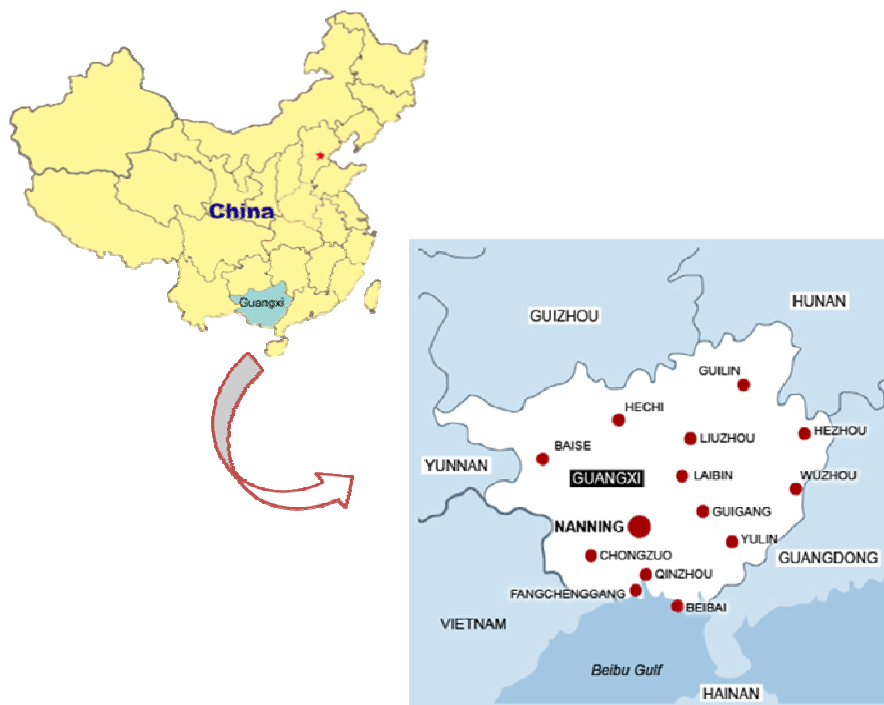 China
Guangxi
GUIZHOU
HUNAN
GUILIN
HECHI
LIUZHOU
HEZHOU
BAISE
YUNNAN
GUANGXI
LAIBIN
WUZHOU
GUIGANG
NANNING
YULIN
CHONGZUO
GUANGDONG
QINZHOU
FANGCHENGGANG
BEIBAI
VIETNAM
Beibu Gulf
HAINAN